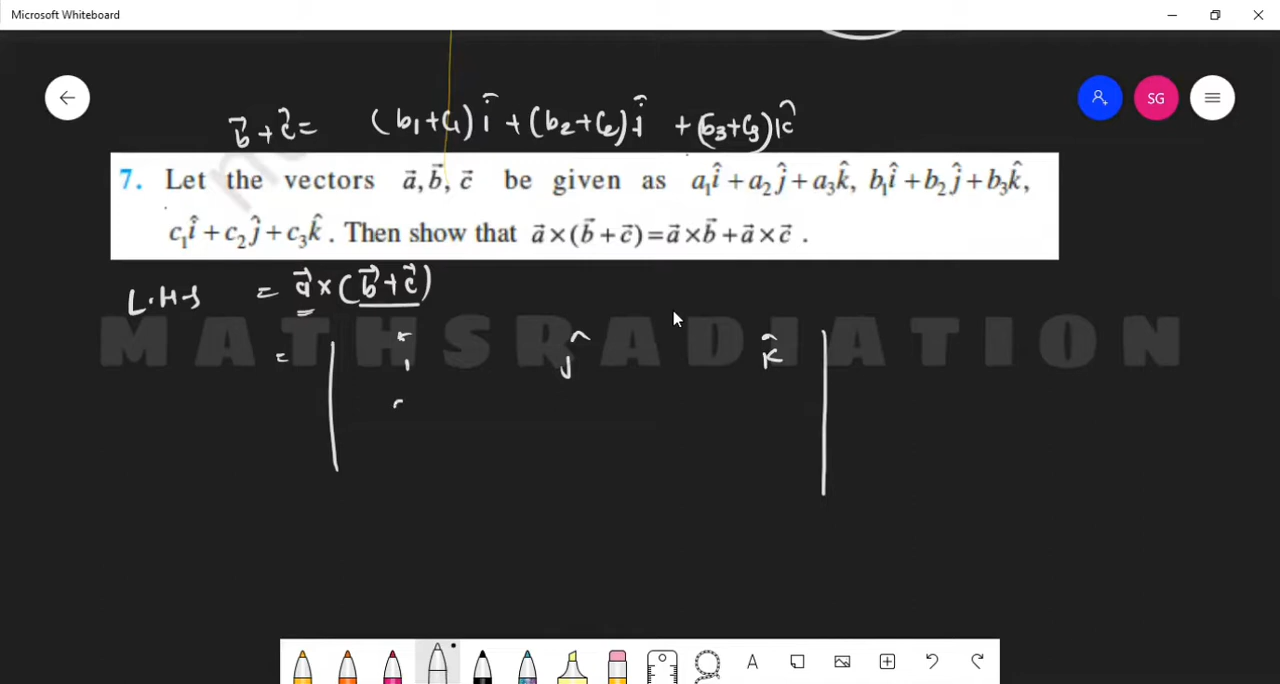 Microsoft Whiteboard
SG
b⃗ + c⃗ = (b₁+c₁) î + (b₂+c₂) ĵ + (b₃+c₃) k̂
7. Let the vectors a⃗, b⃗, c⃗ be given as a₁î + a₂ĵ + a₃k̂, b₁î + b₂ĵ + b₃k̂,
c₁î + c₂ĵ + c₃k̂. Then show that a⃗ × (b⃗ + c⃗) = a⃗ × b⃗ + a⃗ × c⃗ .
L.H.S = a⃗ × (b⃗ + c⃗)
MATHSRADIATION
= | î ĵ k̂ |
A